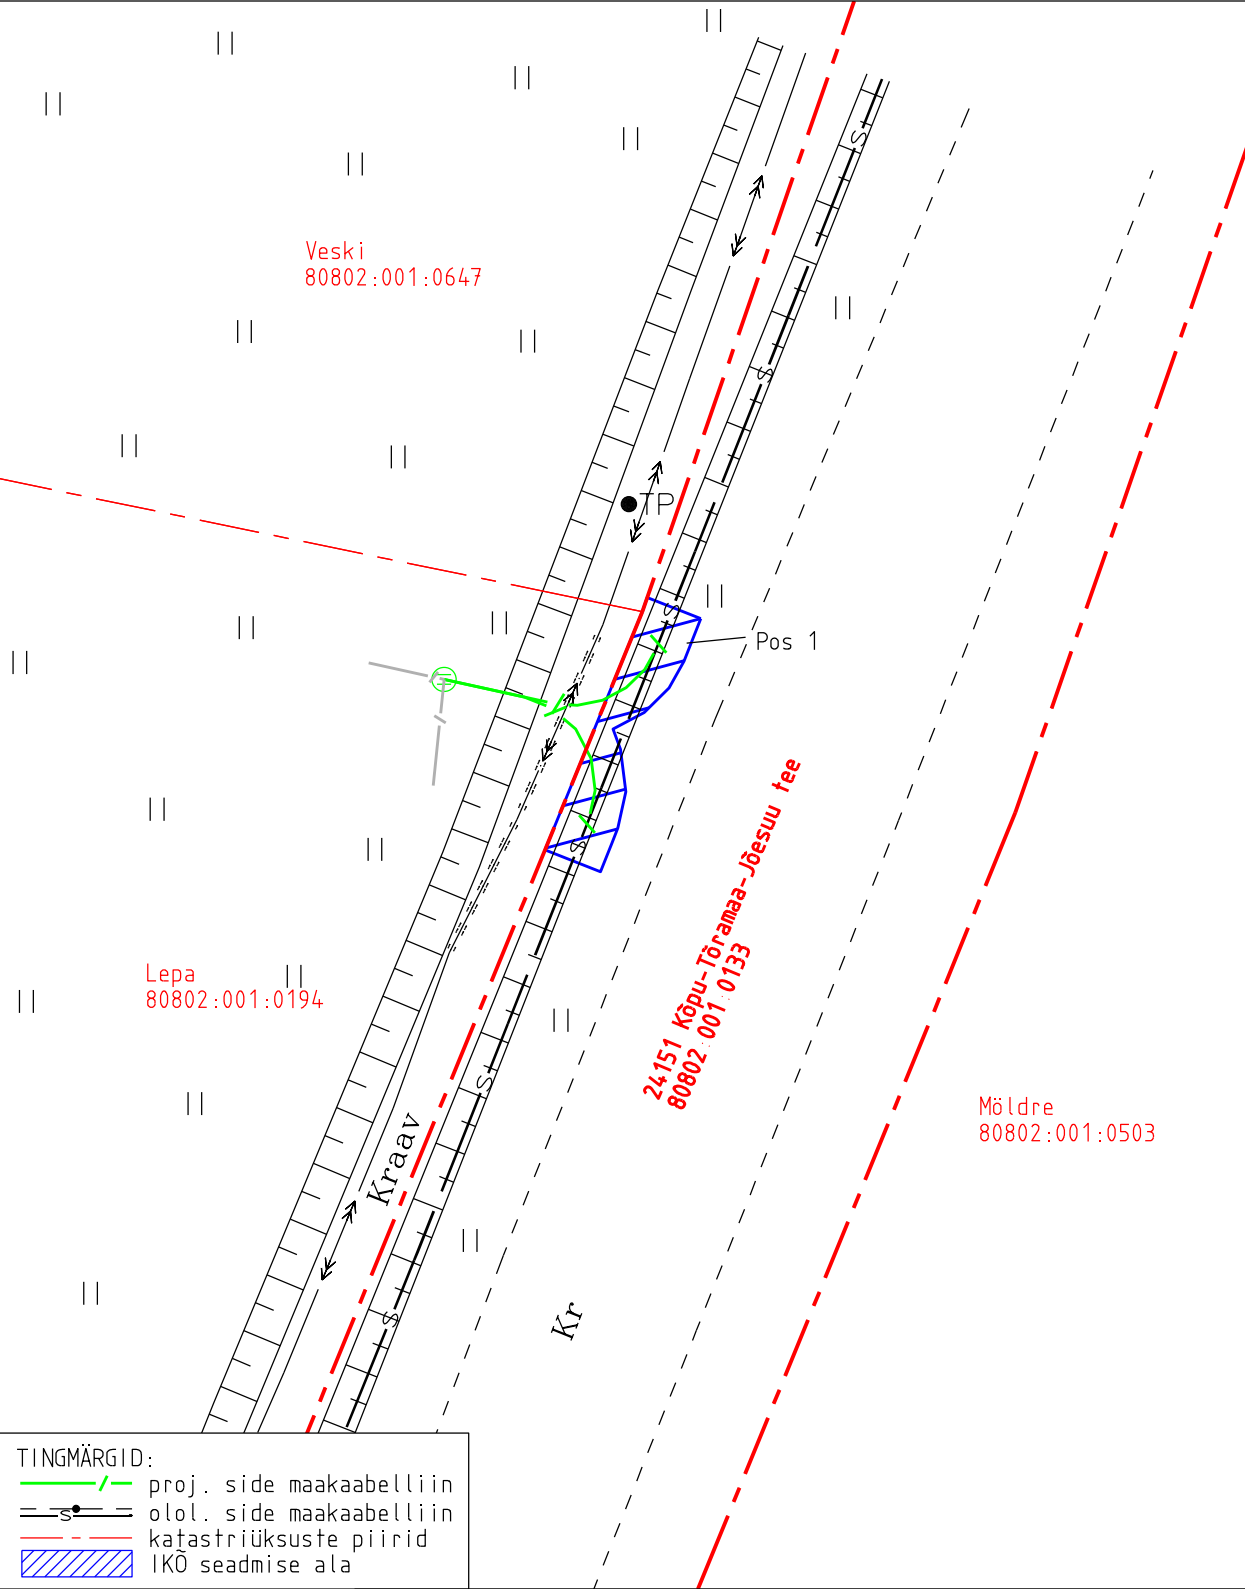 Veski
80802:001:0647
TP
Pos 1
24151 Kõpu-Tõramaa-Jõesuu tee
80802:001:0133
Lepa
80802:001:0194
Möldre
80802:001:0503
Kraav
Kr
S
S
S
S
S
S
TINGMÄRGID:
proj. side maakaabelliin
S
olol. side maakaabelliin
katastriüksuste piirid
IKÕ seadmise ala